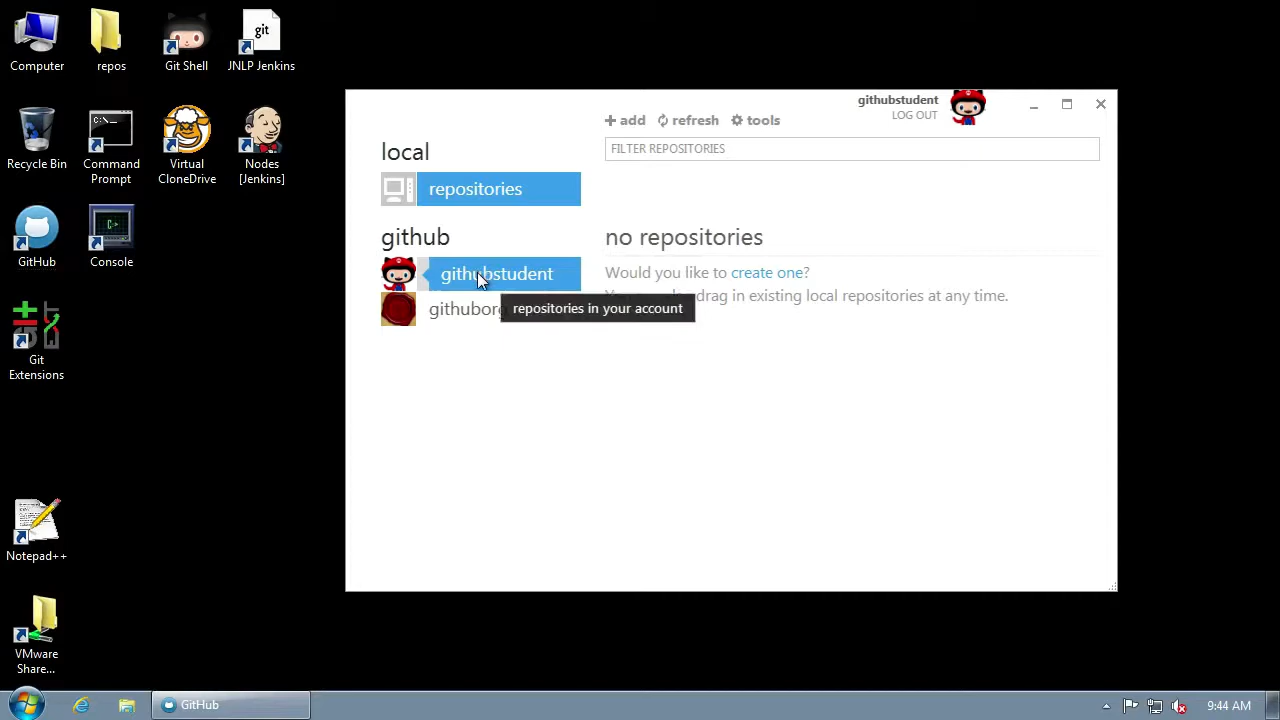 Computer
repos
Git Shell
git
JNLP Jenkins
Recycle Bin
Command
Prompt
Virtual
CloneDrive
Nodes
[Jenkins]
GitHub
Console
Git
Extensions
Notepad++
VMware
Share...
githubstudent
LOG OUT
add
refresh
tools
FILTER REPOSITORIES
local
repositories
github
githubstudent
githuborg
repositories in your account
no repositories
Would you like to create one?
drag in existing local repositories at any time.
GitHub
9:44 AM